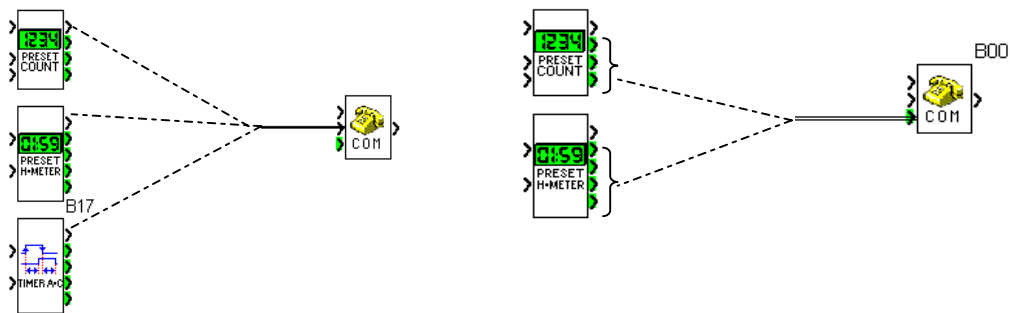 1234
PRESET
COUNT
01:59
PRESET
H•METER
B17
TIMER A•C
COM
1234
PRESET
COUNT
01:59
PRESET
H•METER
B00
COM